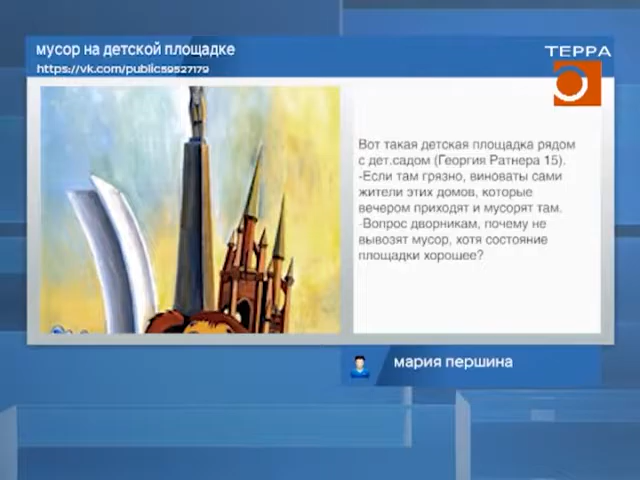 мусор на детской площадке
https://vk.com/public59527179
ТЕРРА
Вот такая детская площадка рядом
с дет.садом (Георгия Ратнера 15).
-Если там грязно, виноваты сами
жители этих домов, которые
вечером приходят и мусорят там.
-Вопрос дворникам, почему не
вывозят мусор, хотя состояние
площадки хорошее?
мария першина